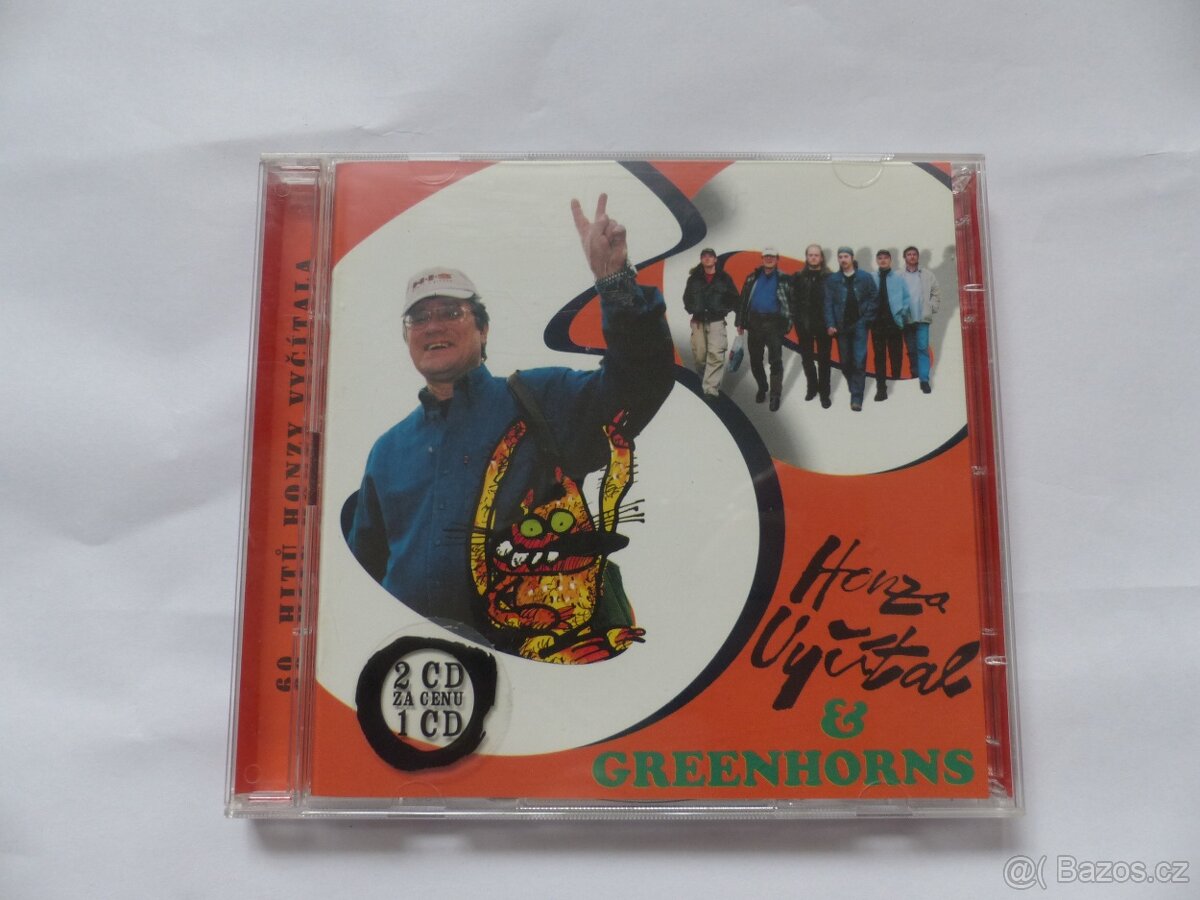 60 HITŮ HONZY VYČÍTALA
H·I·S
2 CD
ZA CENU
1 CD
Honza
Vyčítal
&
GREENHORNS
@( Bazos.cz